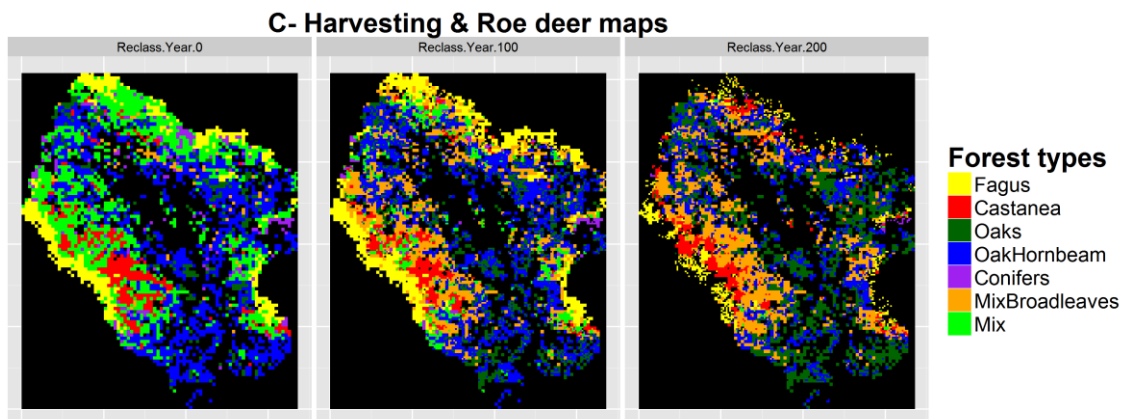 C- Harvesting & Roe deer maps
Reclass.Year.0
Reclass.Year.100
Reclass.Year.200
Forest types
Fagus
Castanea
Oaks
OakHornbeam
Conifers
MixBroadleaves
Mix